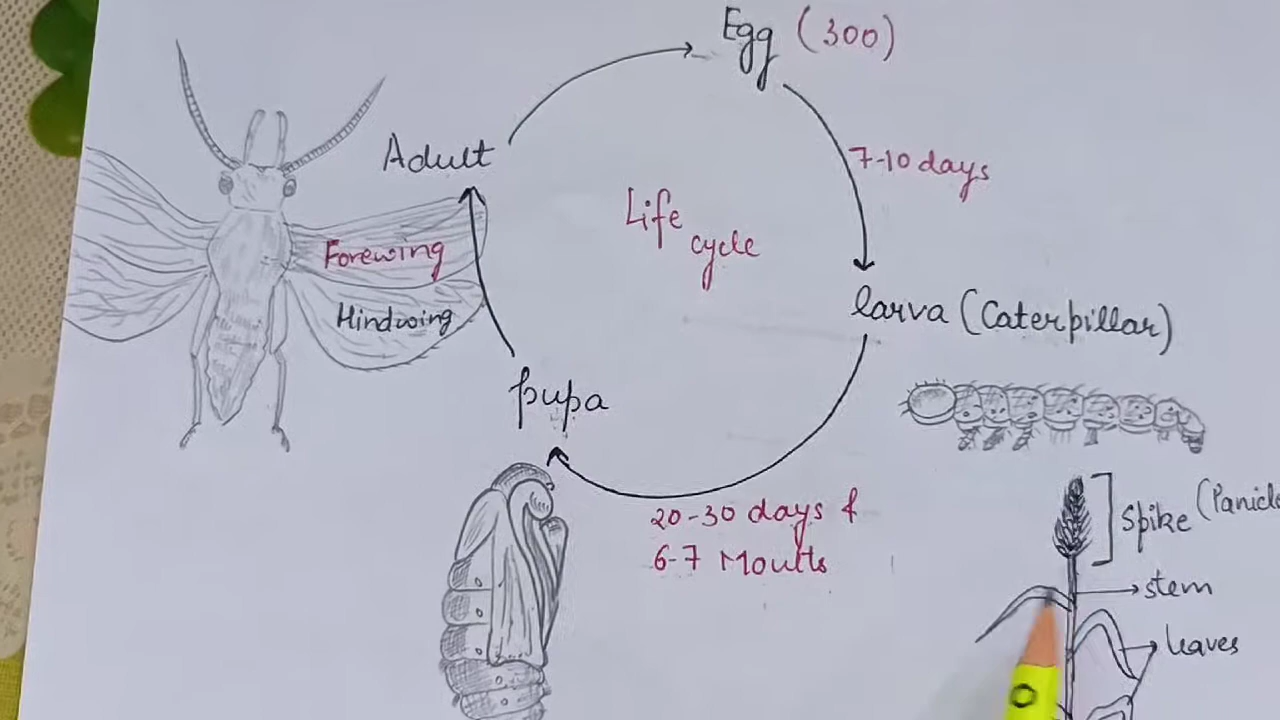 Egg (300)
Adult
7-10 days
Life
cycle
Forewing
Hindwing
larva (Caterpillar)
pupa
20-30 days &
6-7 Moults
Spike (Panicl
stem
leaves